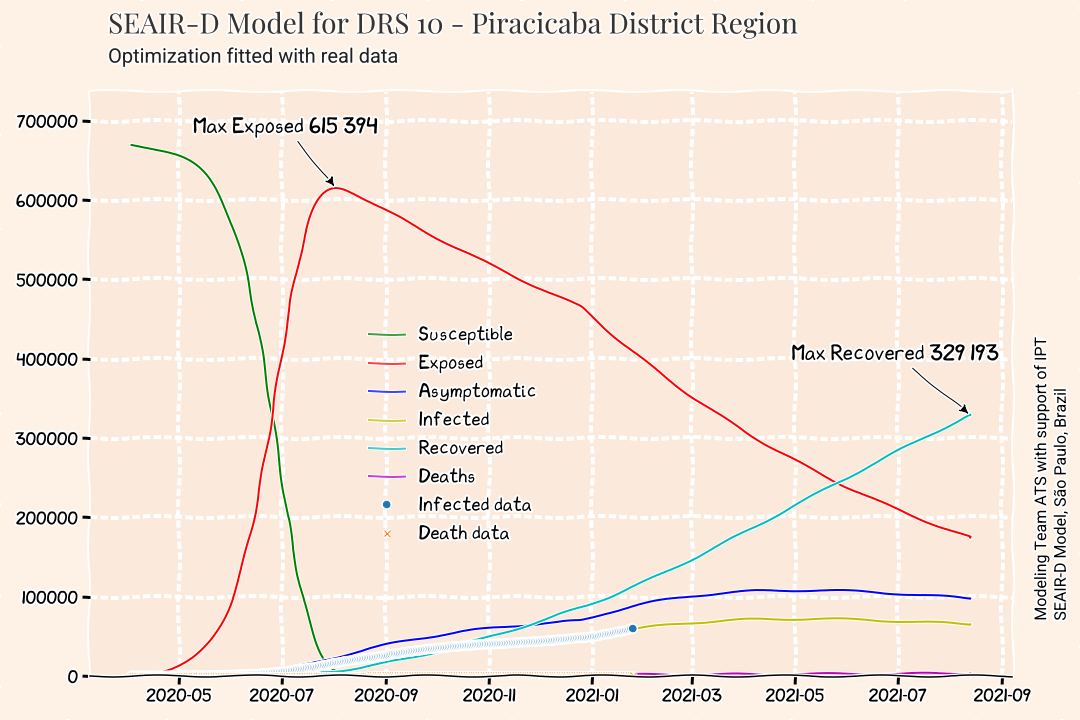 SEAIR-D Model for DRS 10 - Piracicaba District Region
Optimization fitted with real data
700000
600000
500000
400000
300000
200000
100000
0
Max Exposed 615 394
Max Recovered 329 193
Susceptible
Exposed
Asymptomatic
Infected
Recovered
Deaths
Infected data
Death data
2020-05
2020-07
2020-09
2020-11
2021-01
2021-03
2021-05
2021-07
2021-09
Modeling Team ATS with support of IPT
SEAIR-D Model, São Paulo, Brazil